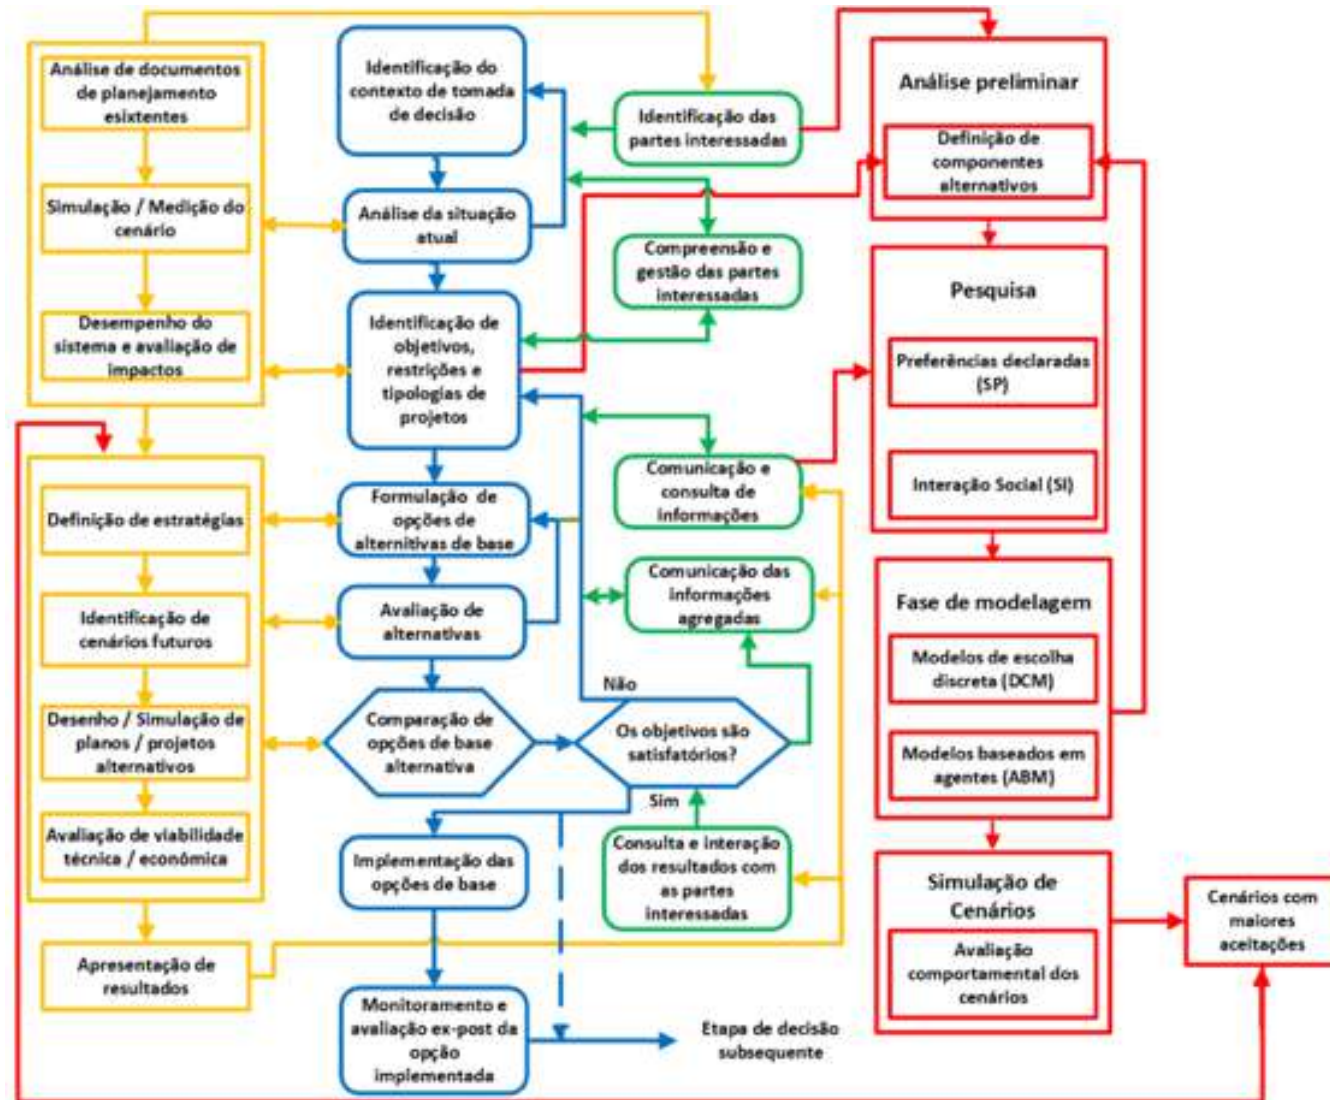 Análise de documentos
de planejamento
esixtentes
Simulação / Medição do
cenário
Desempenho do
sistema e avaliação de
impactos
Definição de estratégias
Identificação de
cenários futuros
Desenho / Simulação de
planos / projetos
alternativos
Avaliação de viabilidade
técnica / econômica
Apresentação de
resultados
Identificação do
contexto de tomada
de decisão
Análise da situação
atual
Identificação de
objetivos,
restrições e
tipologias de
projetos
Formulação de
opções de
alternitivas de base
Avaliação de
alternativas
Comparação de
opções de base
alternativa
Não
Os objetivos são
satisfatórios?
Sim
Implementação das
opções de base
Monitoramento e
avaliação ex-post da
opção
implementada
Etapa de decisão
subsequente
Identificação das
partes interessadas
Compreensão e
gestão das partes
interessadas
Comunicação e
consulta de
informações
Comunicação das
informações
agregadas
Consulta e interação
dos resultados com
as partes
interessadas
Análise preliminar
Definição de
componentes
alternativos
Pesquisa
Preferências declaradas
(SP)
Interação Social (SI)
Fase de modelagem
Modelos de escolha
discreta (DCM)
Modelos baseados em
agentes (ABM)
Simulação de
Cenários
Avaliação
comportamental dos
cenários
Cenários com
maiores
aceitações